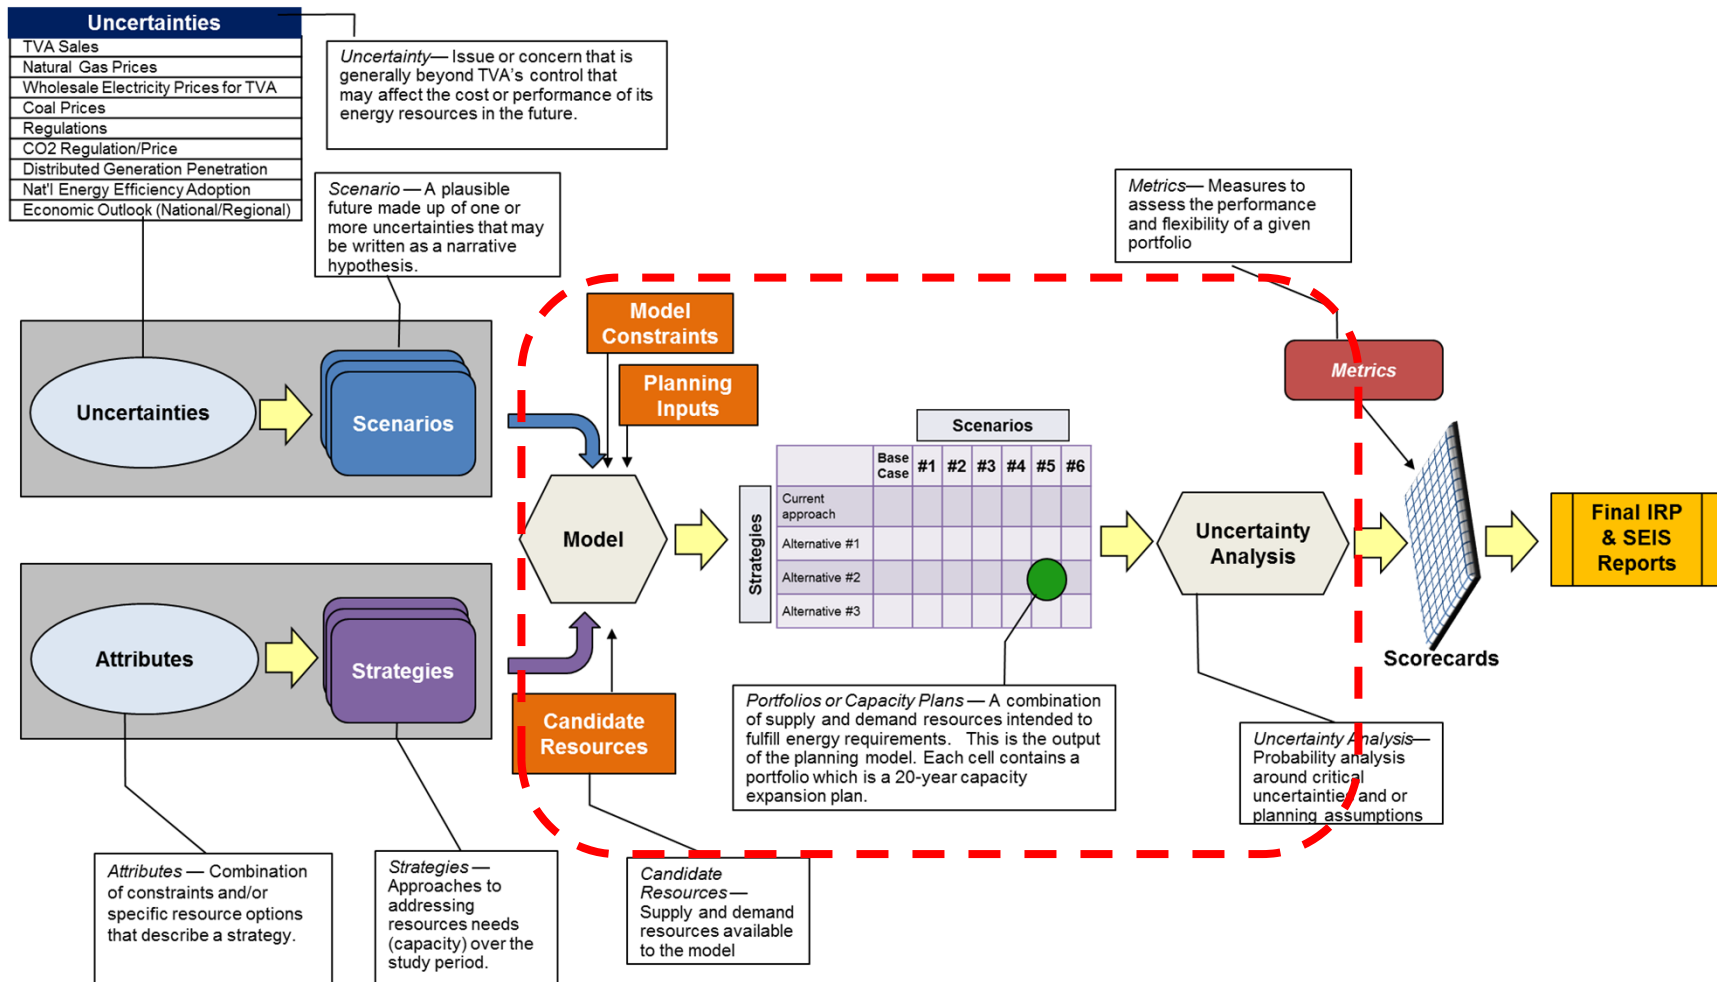 Uncertainties
TVA Sales
Natural Gas Prices
Wholesale Electricity Prices for TVA
Coal Prices
Regulations
CO2 Regulation/Price
Distributed Generation Penetration
Nat'l Energy Efficiency Adoption
Economic Outlook (National/Regional)
Uncertainty— Issue or concern that is
generally beyond TVA's control that
may affect the cost or performance of its
energy resources in the future.
Scenario — A plausible
future made up of one or
more uncertainties that may
be written as a narrative
hypothesis.
Metrics— Measures to
assess the performance
and flexibility of a given
portfolio
Model
Constraints
Planning
Inputs
Metrics
Uncertainties
Scenarios
Scenarios
Base
Case
#1
#2
#3
#4
#5
#6
Strategies
Current
approach
Alternative #1
Alternative #2
Alternative #3
Model
Uncertainty
Analysis
Final IRP
& SEIS
Reports
Scorecards
Attributes
Strategies
Candidate
Resources
Portfolios or Capacity Plans — A combination
of supply and demand resources intended to
fulfill energy requirements. This is the output
of the planning model. Each cell contains a
portfolio which is a 20-year capacity
expansion plan.
Uncertainty Analysis—
Probability analysis
around critical
uncertainties and or
planning assumptions
Attributes — Combination
of constraints and/or
specific resource options
that describe a strategy.
Strategies —
Approaches to
addressing
resources needs
(capacity) over the
study period.
Candidate
Resources —
Supply and demand
resources available
to the model